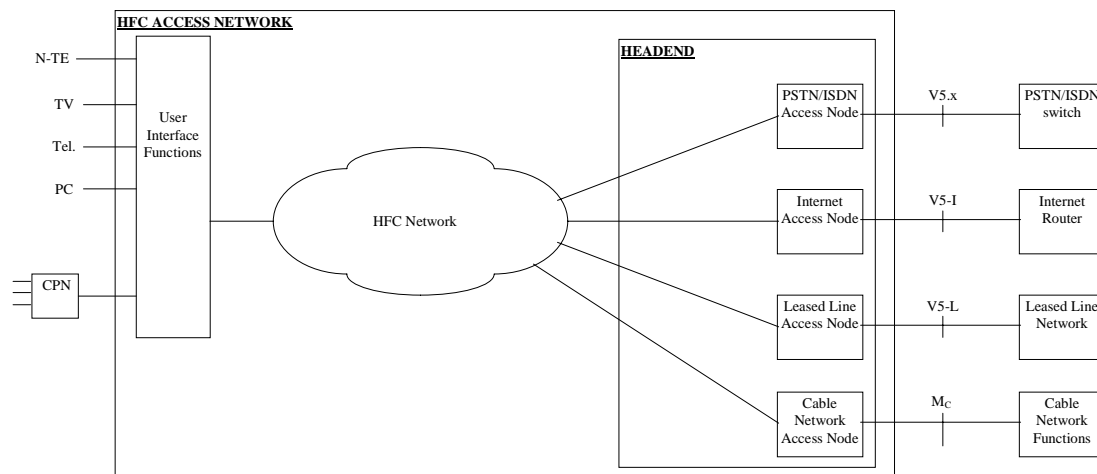 HFC ACCESS NETWORK
HEADEND
N-TE
TV
Tel.
PC
CPN
User
Interface
Functions
HFC Network
PSTN/ISDN
Access Node
V5.x
PSTN/ISDN
switch
Internet
Access Node
V5-I
Internet
Router
Leased Line
Access Node
V5-L
Leased Line
Network
Cable
Network
Access Node
MC
Cable
Network
Functions